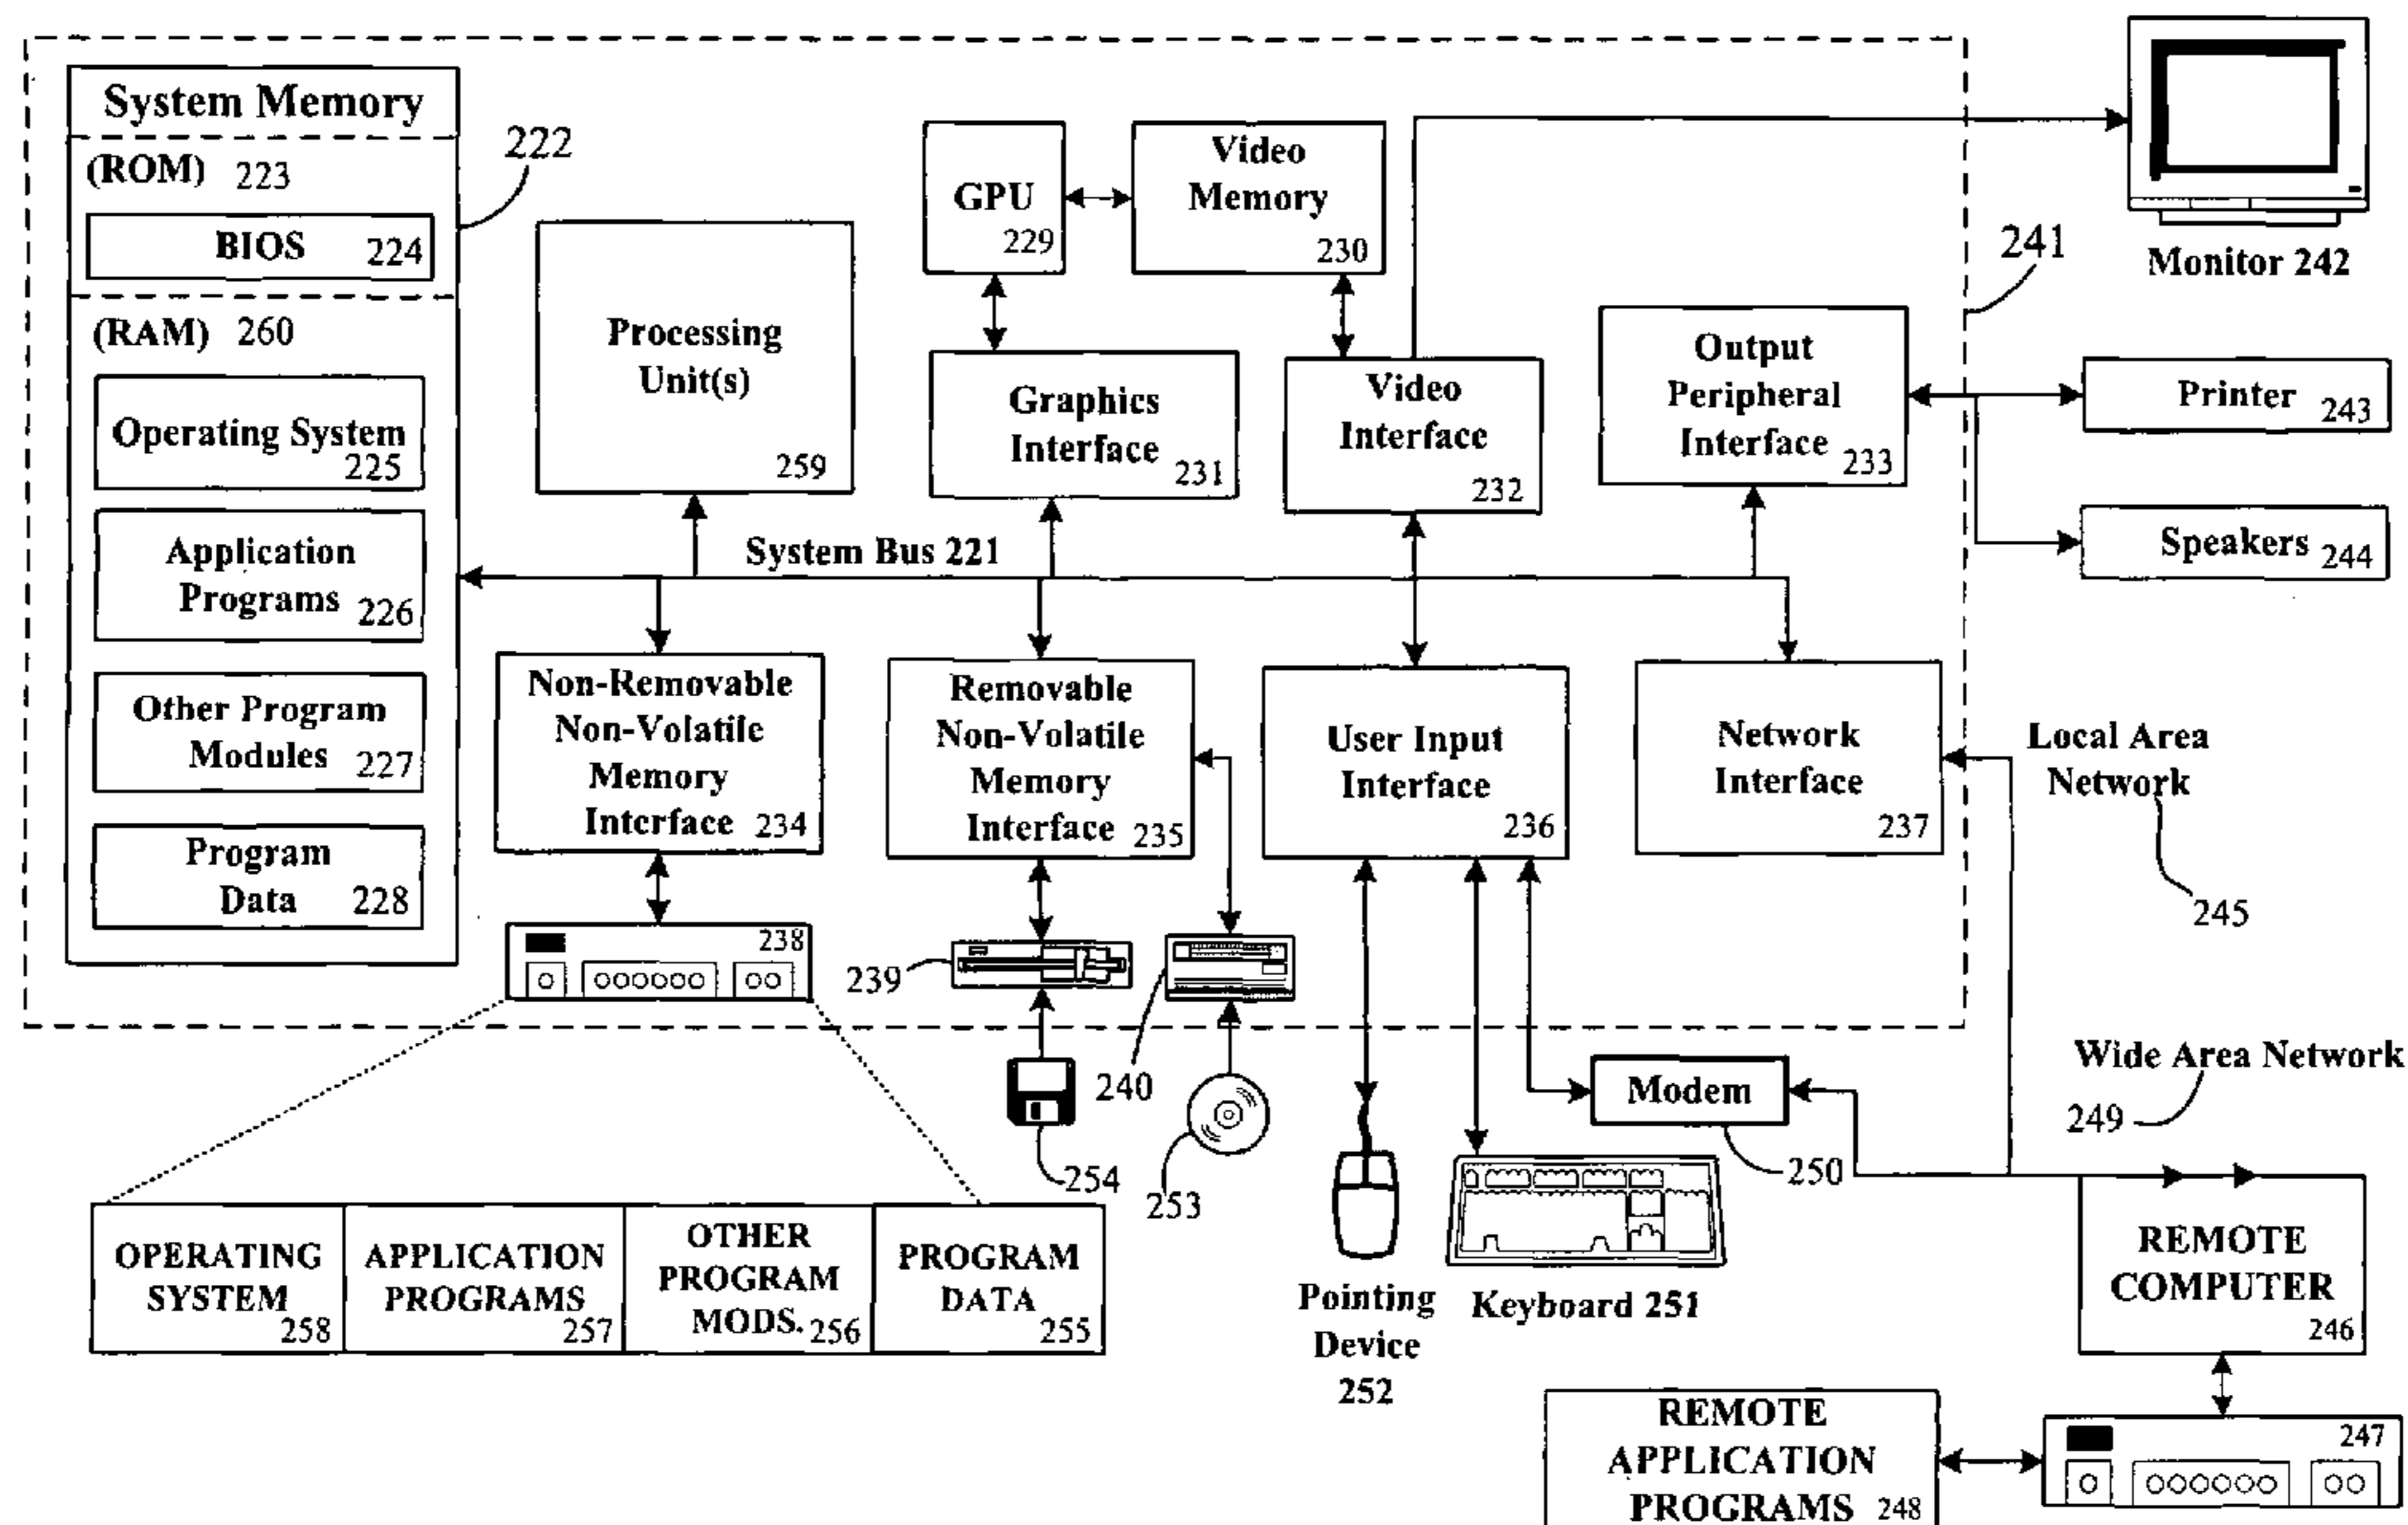 System Memory
(ROM) 223
BIOS 224
222
(RAM) 260
Operating System
225
Application
Programs 226
Other Program
Modules 227
Program
Data 228
Processing
Unit(s)
259
GPU
229
Video
Memory
230
Graphics
Interface
231
Video
Interface
232
Output
Peripheral
Interface 233
241
Monitor 242
Printer 243
Speakers 244
System Bus 221
Non-Removable
Non-Volatile
Memory
Interface 234
Removable
Non-Volatile
Memory
Interface 235
User Input
Interface
236
Network
Interface
237
Local Area
Network
245
238
239
240
254
253
Modem
250
Wide Area Network
249
OPERATING
SYSTEM
258
APPLICATION
PROGRAMS
257
OTHER
PROGRAM
MODS. 256
PROGRAM
DATA
255
Pointing
Device
252
Keyboard 251
REMOTE
COMPUTER
246
REMOTE
APPLICATION
PROGRAMS 248
247